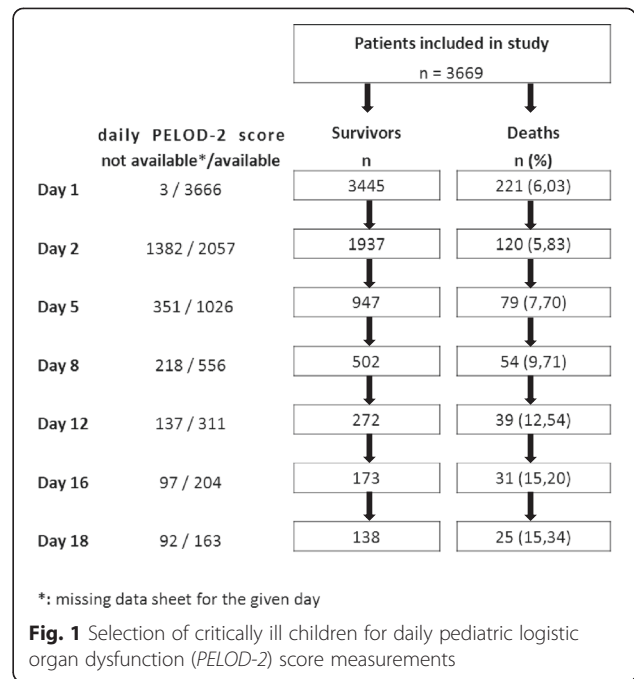 Patients included in study
n = 3669
daily PELOD-2 score
not available*/available
Survivors
n
Deaths
n (%)
Day 1 3 / 3666 3445 221 (6,03)
Day 2 1382 / 2057 1937 120 (5,83)
Day 5 351 / 1026 947 79 (7,70)
Day 8 218 / 556 502 54 (9,71)
Day 12 137 / 311 272 39 (12,54)
Day 16 97 / 204 173 31 (15,20)
Day 18 92 / 163 138 25 (15,34)
*: missing data sheet for the given day
Fig. 1 Selection of critically ill children for daily pediatric logistic
organ dysfunction (PELOD-2) score measurements